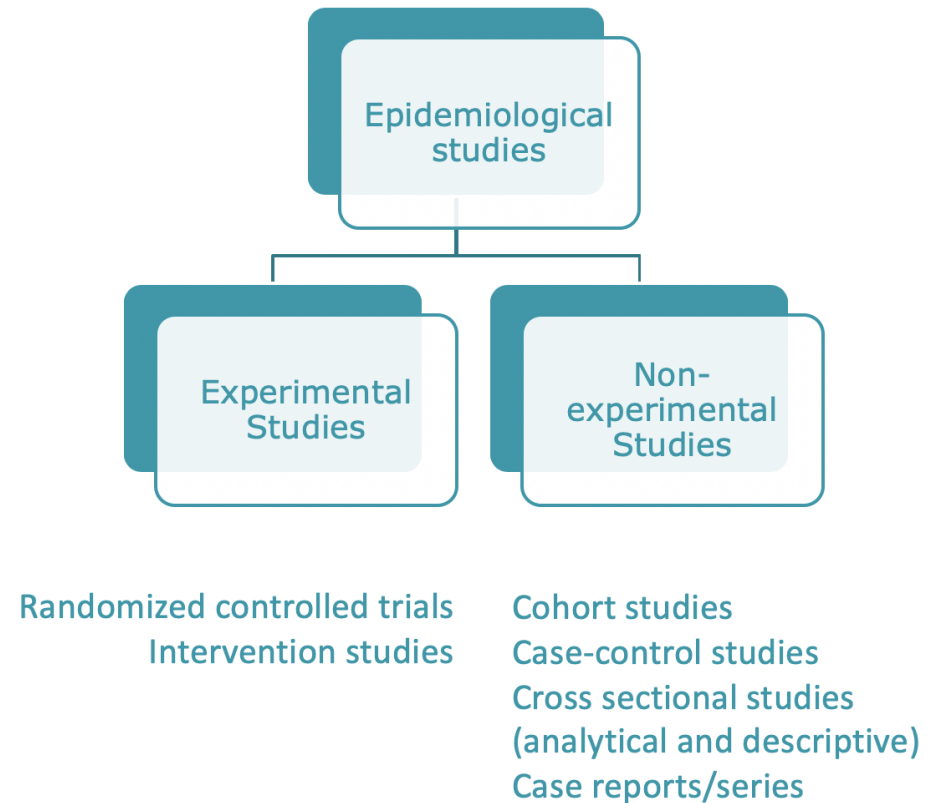 Epidemiological
studies
Experimental
Studies
Non-
experimental
Studies
Randomized controlled trials
Intervention studies
Cohort studies
Case-control studies
Cross sectional studies
(analytical and descriptive)
Case reports/series